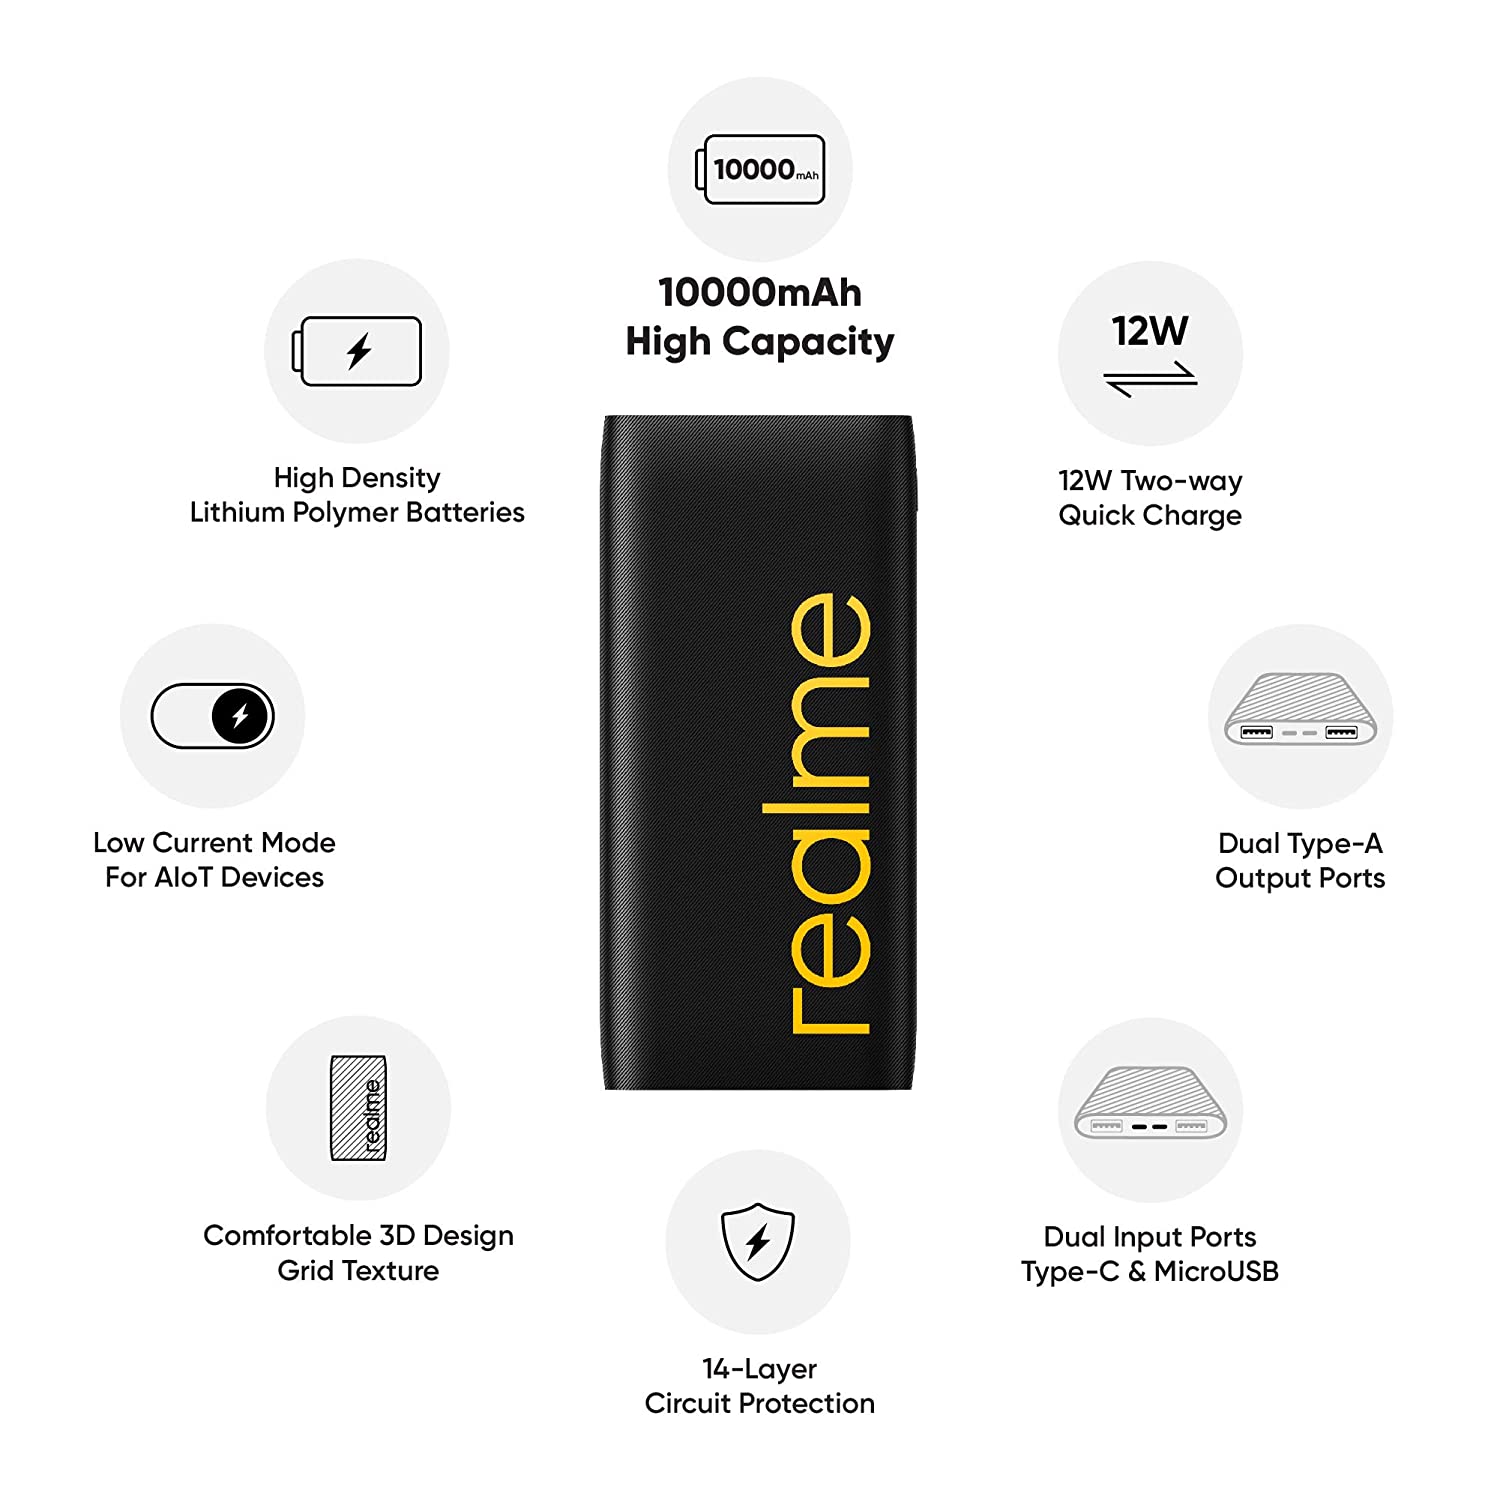 10000mAh
10000mAh
High Capacity
High Density
Lithium Polymer Batteries
12W
12W Two-way
Quick Charge
Low Current Mode
For AIoT Devices
realme
Dual Type-A
Output Ports
realme
Comfortable 3D Design
Grid Texture
14-Layer
Circuit Protection
Dual Input Ports
Type-C & MicroUSB